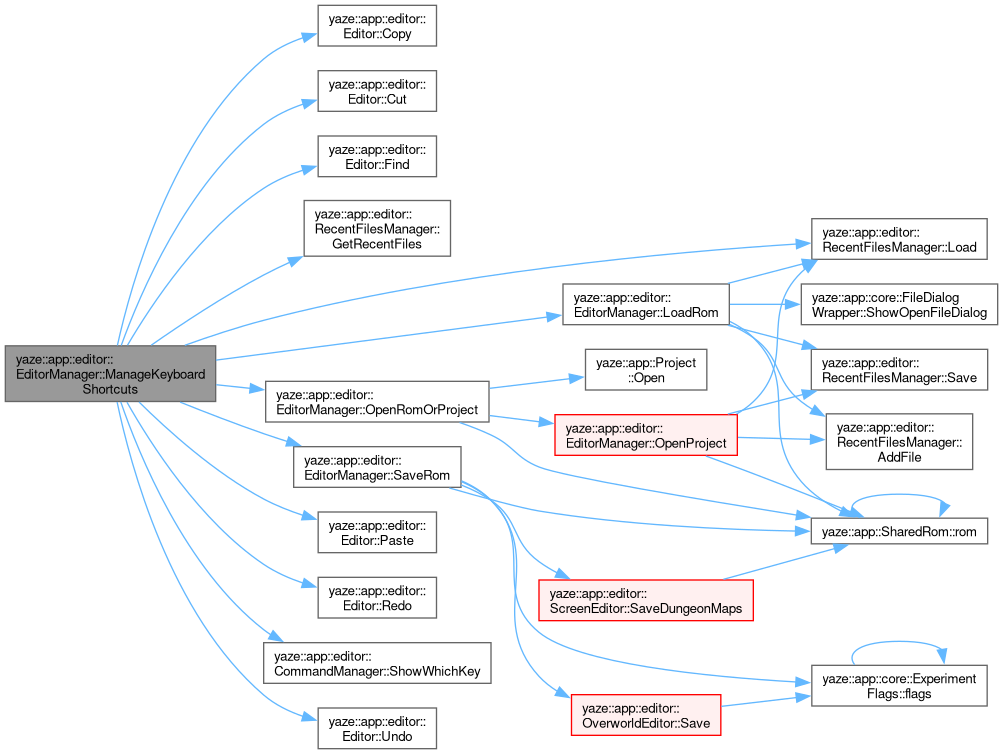 yaze::app::editor::
Editor::Copy
yaze::app::editor::
Editor::Cut
yaze::app::editor::
Editor::Find
yaze::app::editor::
RecentFilesManager::
GetRecentFiles
yaze::app::editor::
RecentFilesManager::Load
yaze::app::editor::
EditorManager::LoadRom
yaze::app::core::FileDialog
Wrapper::ShowOpenFileDialog
yaze::app::editor::
EditorManager::ManageKeyboard
Shortcuts
yaze::app::Project
::Open
yaze::app::editor::
RecentFilesManager::Save
yaze::app::editor::
EditorManager::OpenRomOrProject
yaze::app::editor::
EditorManager::OpenProject
yaze::app::editor::
RecentFilesManager::
AddFile
yaze::app::editor::
EditorManager::SaveRom
yaze::app::editor::
Editor::Paste
yaze::app::SharedRom::rom
yaze::app::editor::
Editor::Redo
yaze::app::editor::
ScreenEditor::SaveDungeonMaps
yaze::app::editor::
CommandManager::ShowWhichKey
yaze::app::core::Experiment
Flags::flags
yaze::app::editor::
Editor::Undo
yaze::app::editor::
OverworldEditor::Save